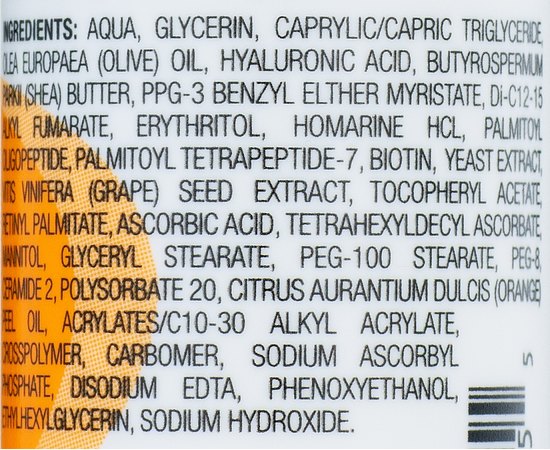 INGREDIENTS: AQUA, GLYCERIN, CAPRYLIC/CAPRIC TRIGLYCERIDE,
OLEA EUROPAEA (OLIVE) OIL, HYALURONIC ACID, BUTYROSPERMUM
PARKII (SHEA) BUTTER, PPG-3 BENZYL ELTHER MYRISTATE, Di-C12-15
ALKYL FUMARATE, ERYTHRITOL, HOMARINE HCL, PALMITOYL
OLIGOPEPTIDE, PALMITOYL TETRAPEPTIDE-7, BIOTIN, YEAST EXTRACT,
VITIS VINIFERA (GRAPE) SEED EXTRACT, TOCOPHERYL ACETATE,
RETINYL PALMITATE, ASCORBIC ACID, TETRAHEXYLDECYL ASCORBATE,
MANNITOL, GLYCERYL STEARATE, PEG-100 STEARATE, PEG-8,
CERAMIDE 2, POLYSORBATE 20, CITRUS AURANTIUM DULCIS (ORANGE)
PEEL OIL, ACRYLATES/C10-30 ALKYL ACRYLATE,
CROSSPOLYMER, CARBOMER, SODIUM ASCORBYL
PHOSPHATE, DISODIUM EDTA, PHENOXYETHANOL,
ETHYLHEXYLGLYCERIN, SODIUM HYDROXIDE.
5
5